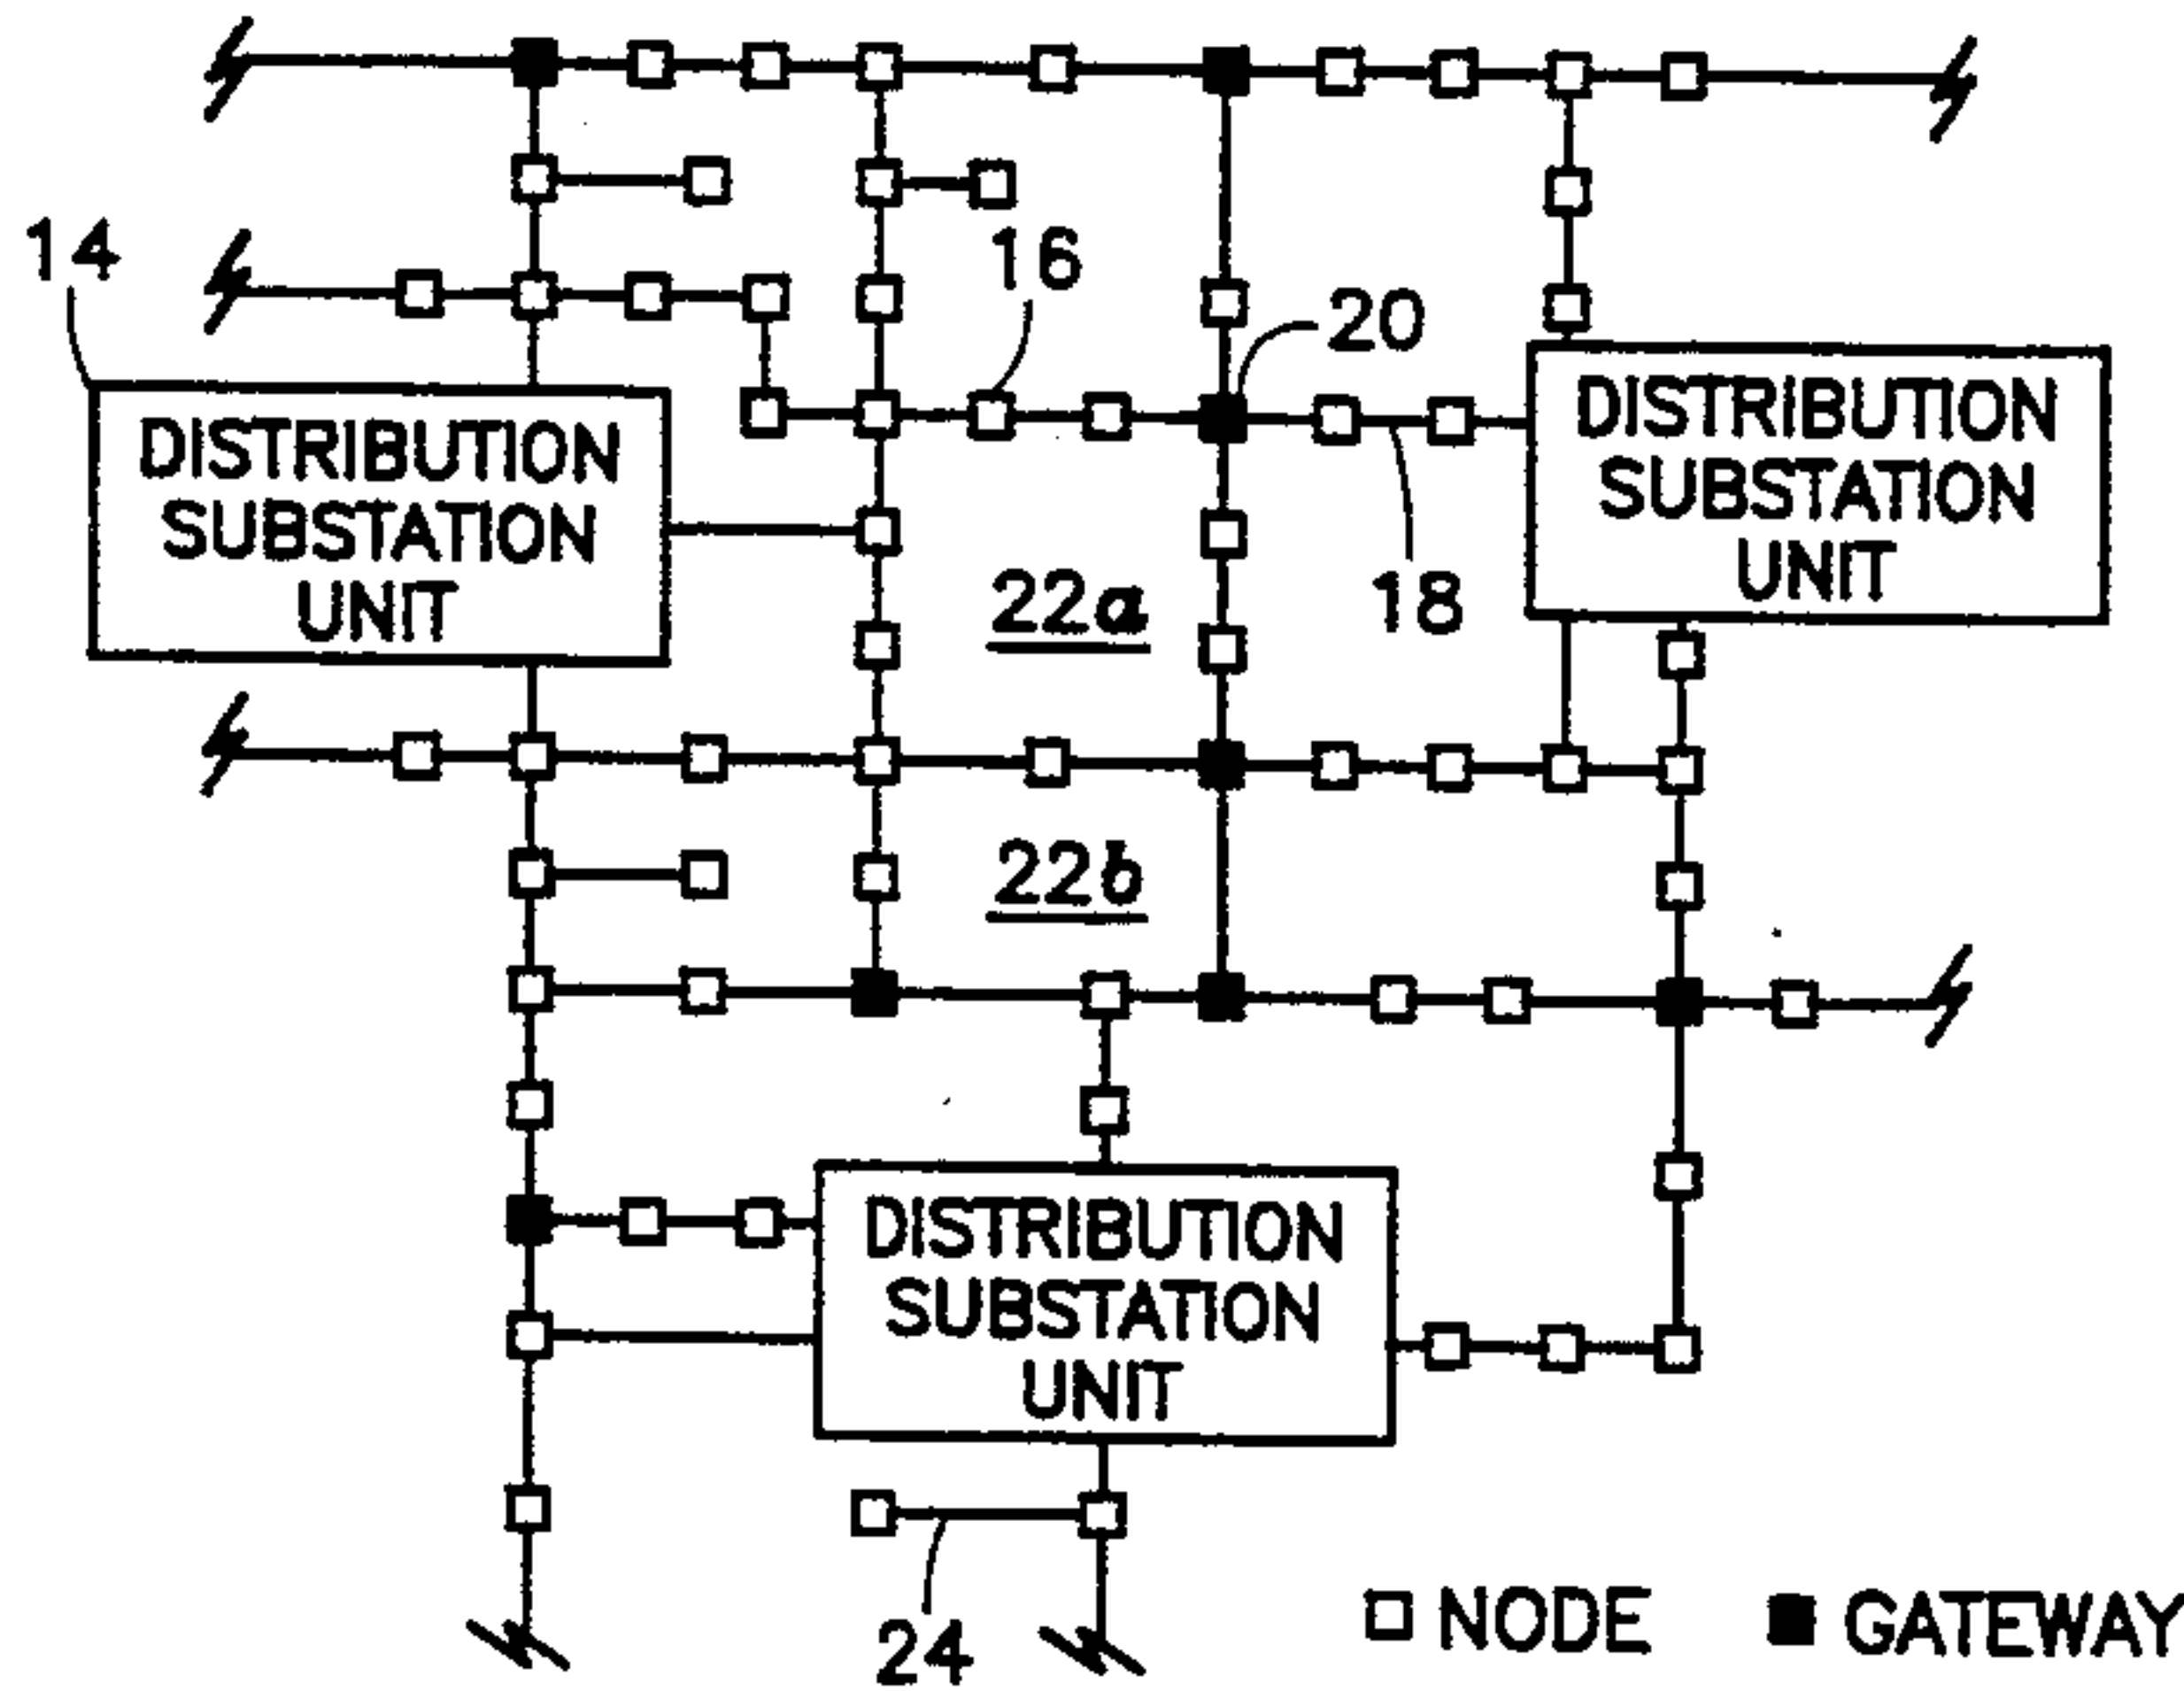 14
16
20
DISTRIBUTION
SUBSTATION
UNIT
DISTRIBUTION
SUBSTATION
UNIT
22a
18
22b
DISTRIBUTION
SUBSTATION
UNIT
24
NODE
GATEWAY